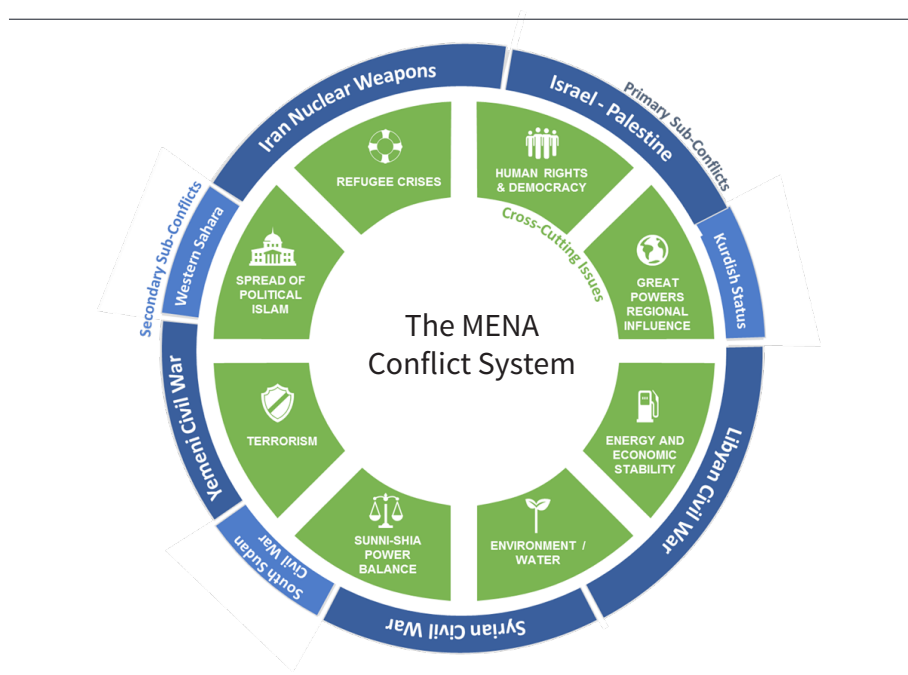 Iran Nuclear Weapons
Israel - Palestine
Primary Sub-Conflicts
Kurdish Status
Libyan Civil War
Syrian Civil War
South Sudan
Civil War
Yemeni Civil War
Western Sahara
Secondary Sub-Conflicts
REFUGEE CRISES
HUMAN RIGHTS
& DEMOCRACY
Cross-Cutting Issues
GREAT
POWERS
REGIONAL
INFLUENCE
ENERGY AND
ECONOMIC
STABILITY
ENVIRONMENT /
WATER
SUNNI-SHIA
POWER
BALANCE
TERRORISM
SPREAD OF
POLITICAL
ISLAM
The MENA
Conflict System